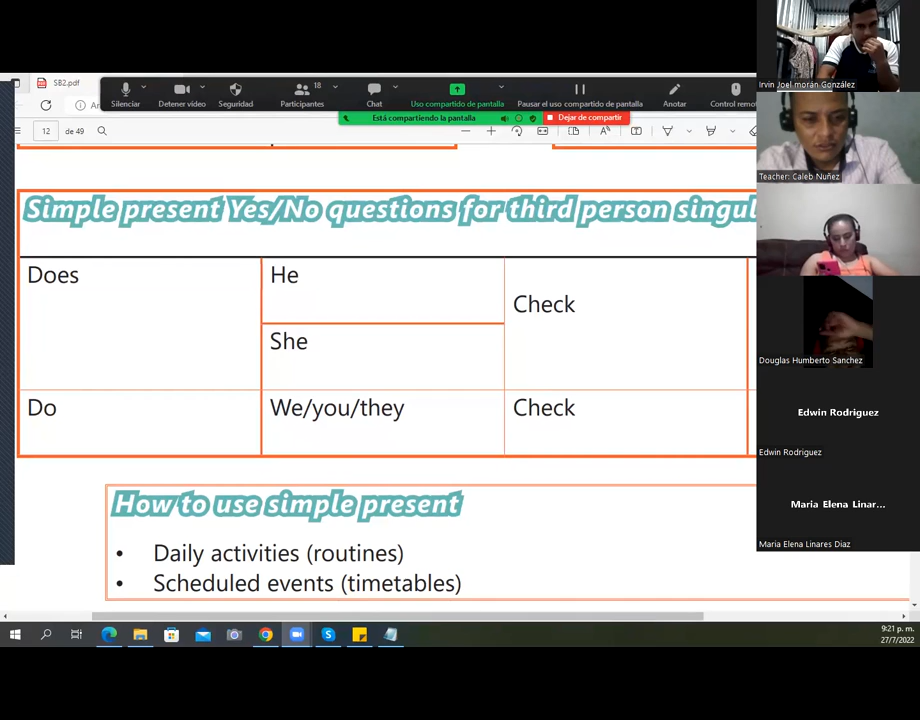 SB2.pdf
Silenciar
Detener video
Seguridad
18
Participantes
Chat
Uso compartido de pantalla
Pausar el uso compartido de pantalla
Anotar
Control remo
Está compartiendo la pantalla
Dejar de compartir
12
de 49
Simple present Yes/No questions for third person singul
Does
He
Check
She
Do
We/you/they
Check
How to use simple present
• Daily activities (routines)
• Scheduled events (timetables)
Irvin Joel morán González
Teacher: Caleb Nuñez
Douglas Humberto Sanchez
Edwin Rodriguez
Edwin Rodriguez
Maria Elena Linar...
Maria Elena Linares Diaz
9:21 p. m.
27/7/2022